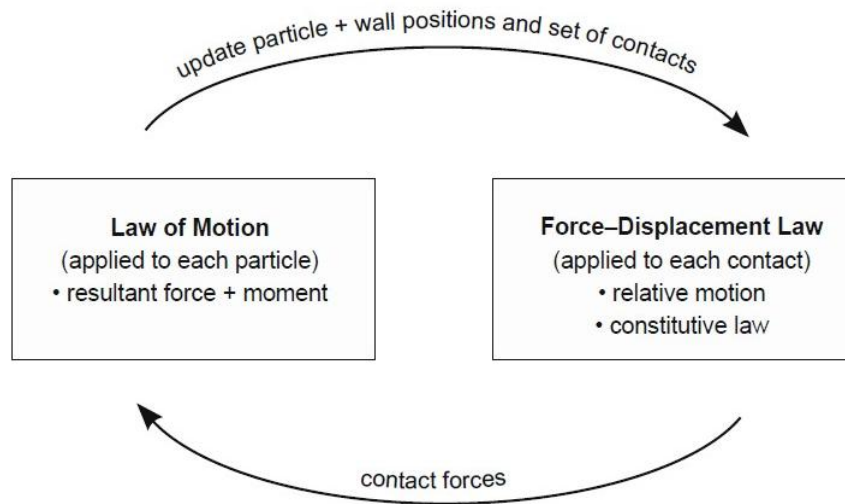 update particle + wall positions and set of contacts
Law of Motion
(applied to each particle)
• resultant force + moment
Force–Displacement Law
(applied to each contact)
• relative motion
• constitutive law
contact forces